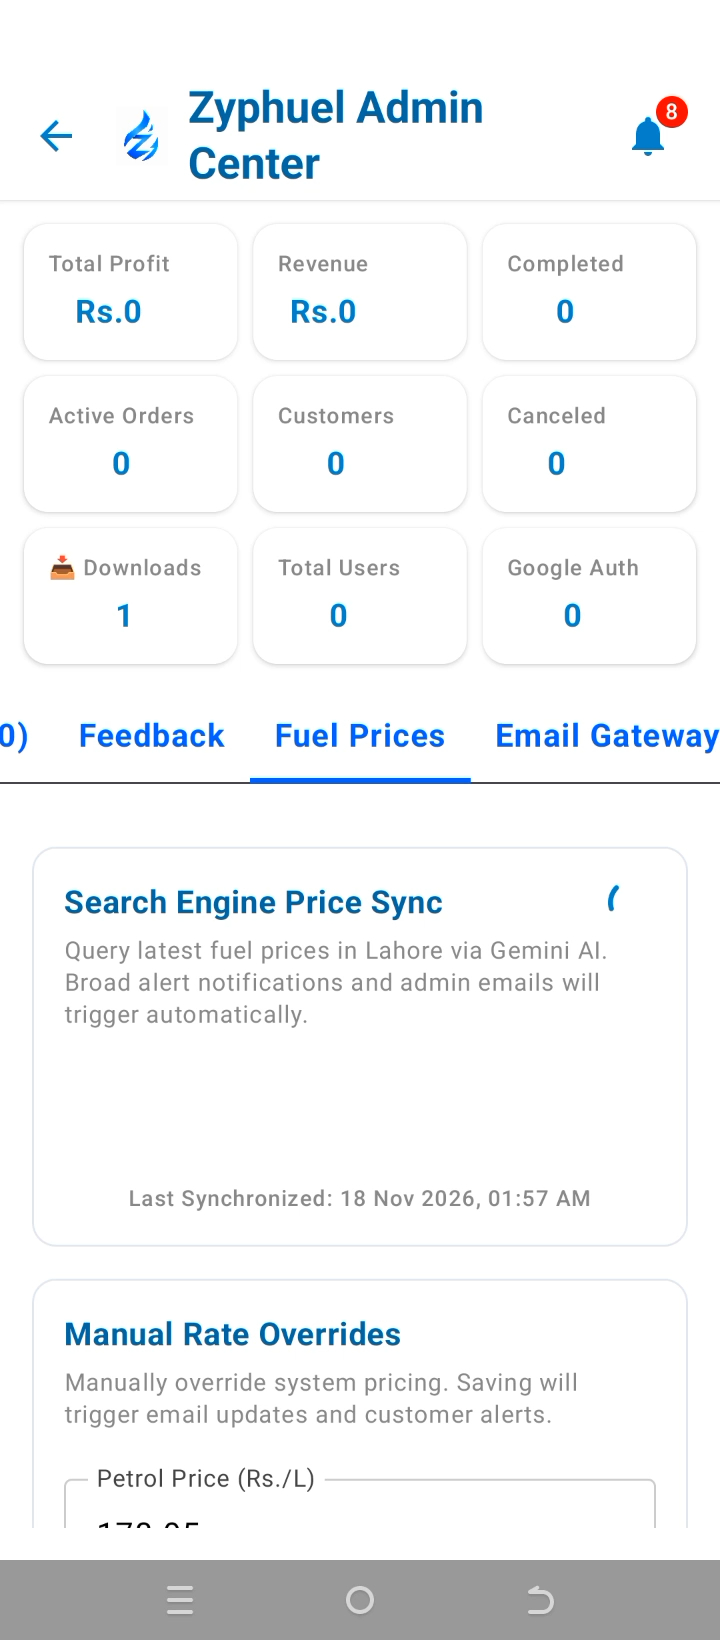 Zyphuel Admin
Center
8
Total Profit
Rs.0
Revenue
Rs.0
Completed
0
Active Orders
0
Customers
0
Canceled
0
📥 Downloads
1
Total Users
0
Google Auth
0
0)
Feedback
Fuel Prices
Email Gateway
Search Engine Price Sync
Query latest fuel prices in Lahore via Gemini AI.
Broad alert notifications and admin emails will
trigger automatically.
Last Synchronized: 18 Nov 2026, 01:57 AM
Manual Rate Overrides
Manually override system pricing. Saving will
trigger email updates and customer alerts.
Petrol Price (Rs./L)